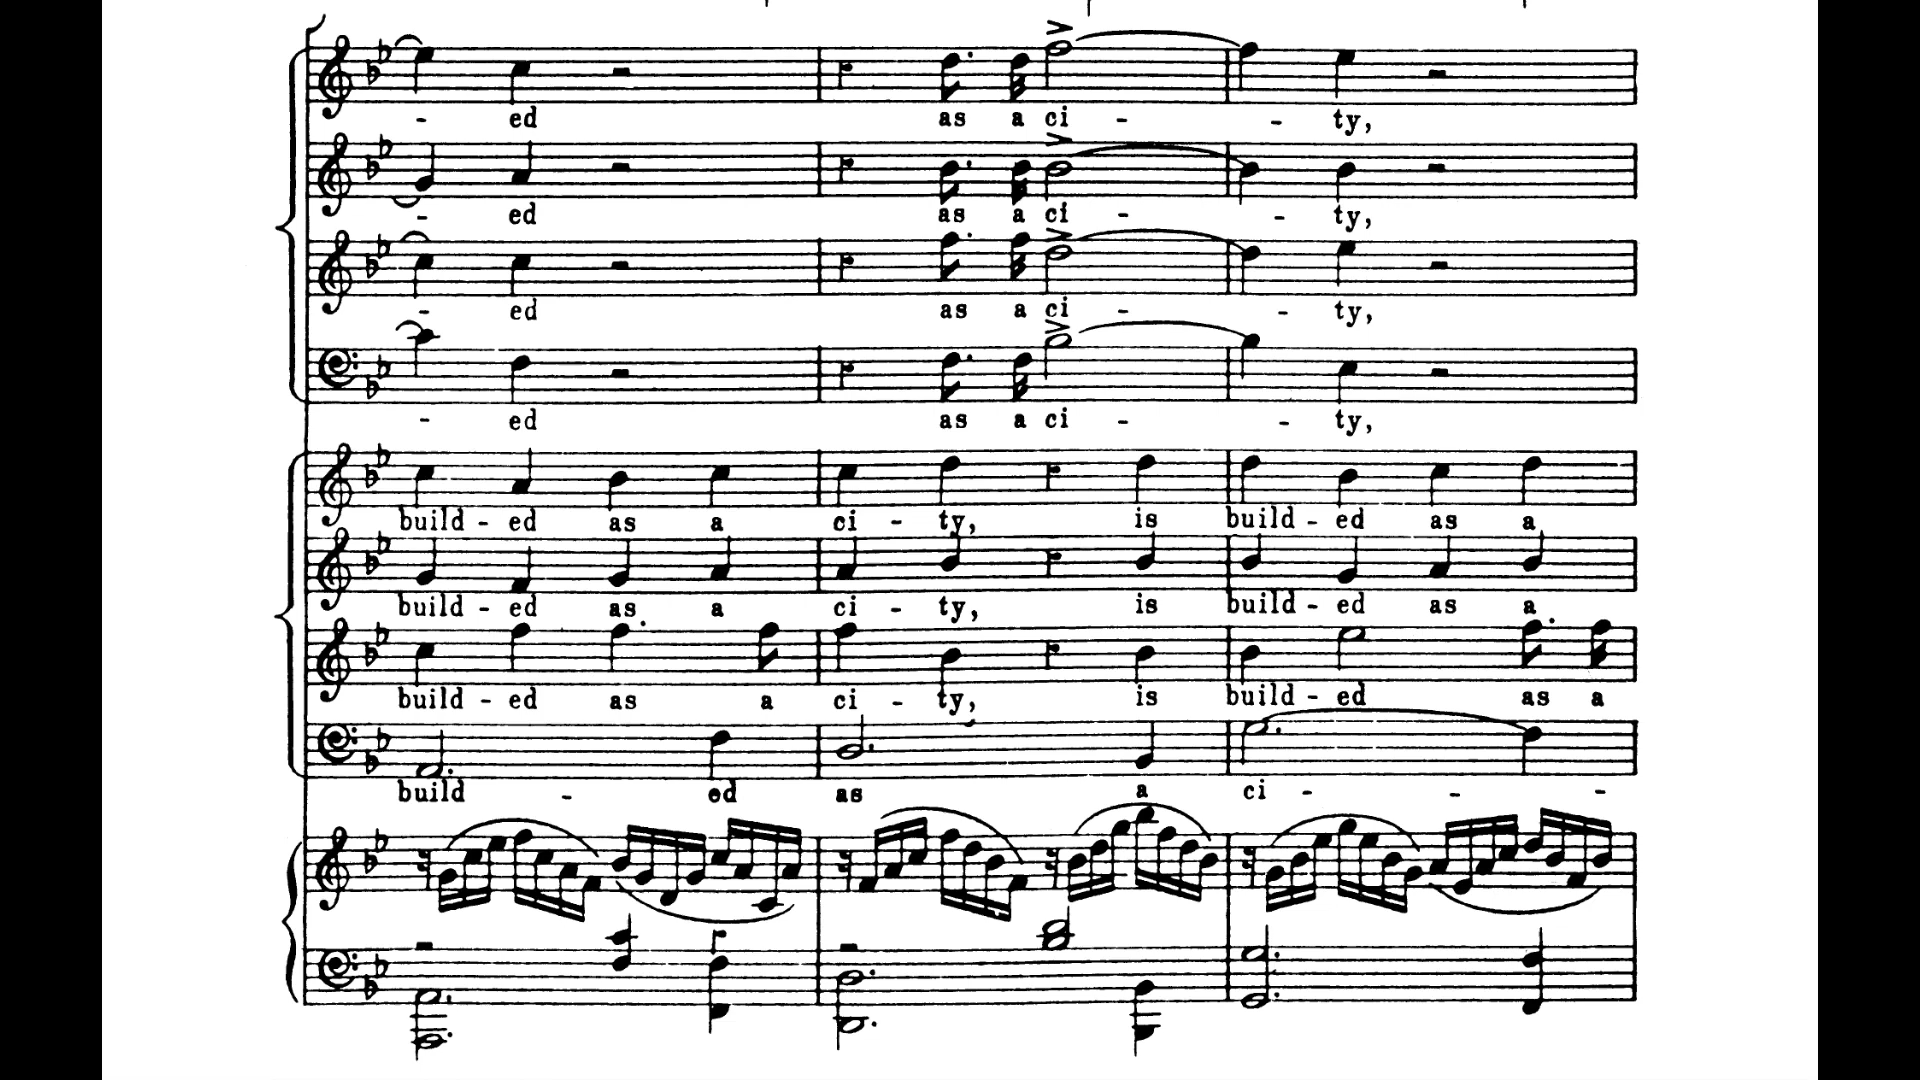 - ed as a ci - - ty,
- ed as a ci - - ty,
- ed as a ci - - ty,
- ed as a ci - - ty,
build - ed as a ci - ty, is build - ed as a
build - ed as a ci - ty, is build - ed as a
build - ed as a ci - ty, is build - ed as a
build - ed as a ci - - -